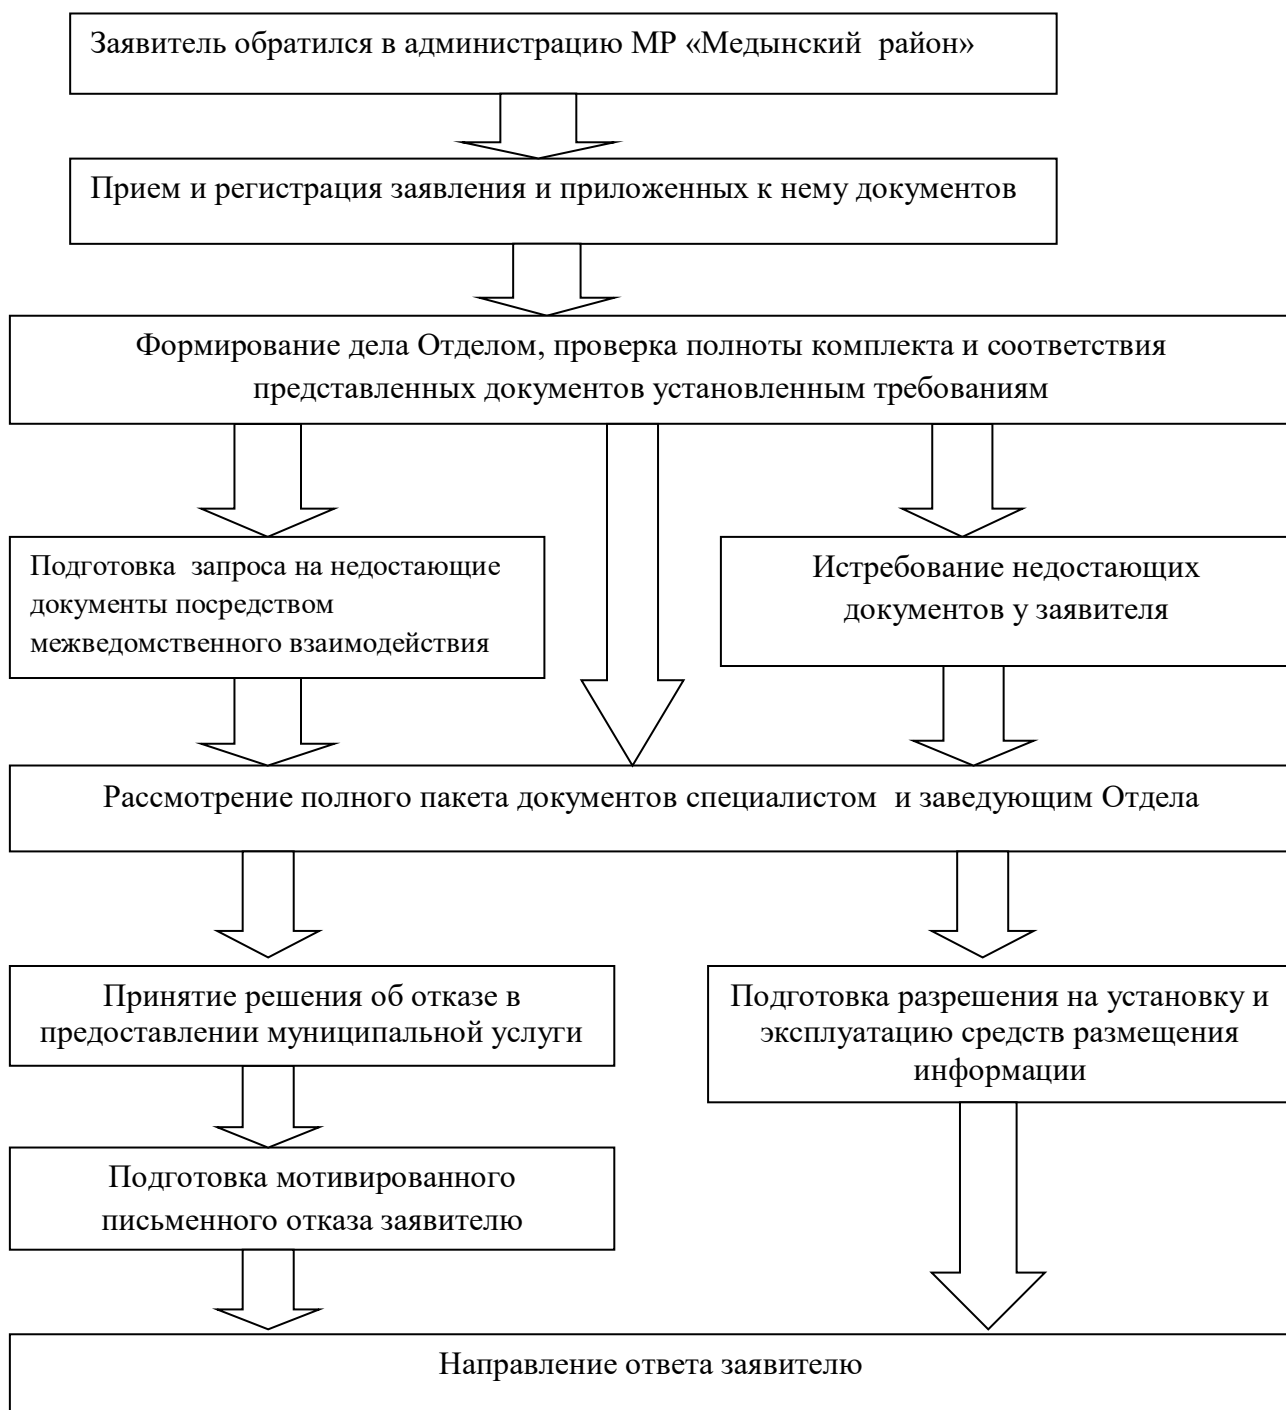 Заявитель обратился в администрацию МР «Медынский  район»
Прием и регистрация заявления и приложенных к нему документов
Формирование дела Отделом, проверка полноты комплекта и соответствия
представленных документов установленным требованиям
Подготовка  запроса на недостающие
документы посредством
межведомственного взаимодействия
Истребование недостающих
документов у заявителя
Рассмотрение полного пакета документов специалистом  и заведующим Отдела
Принятие решения об отказе в
предоставлении муниципальной услуги
Подготовка разрешения на установку и
эксплуатацию средств размещения
информации
Подготовка мотивированного
письменного отказа заявителю
Направление ответа заявителю